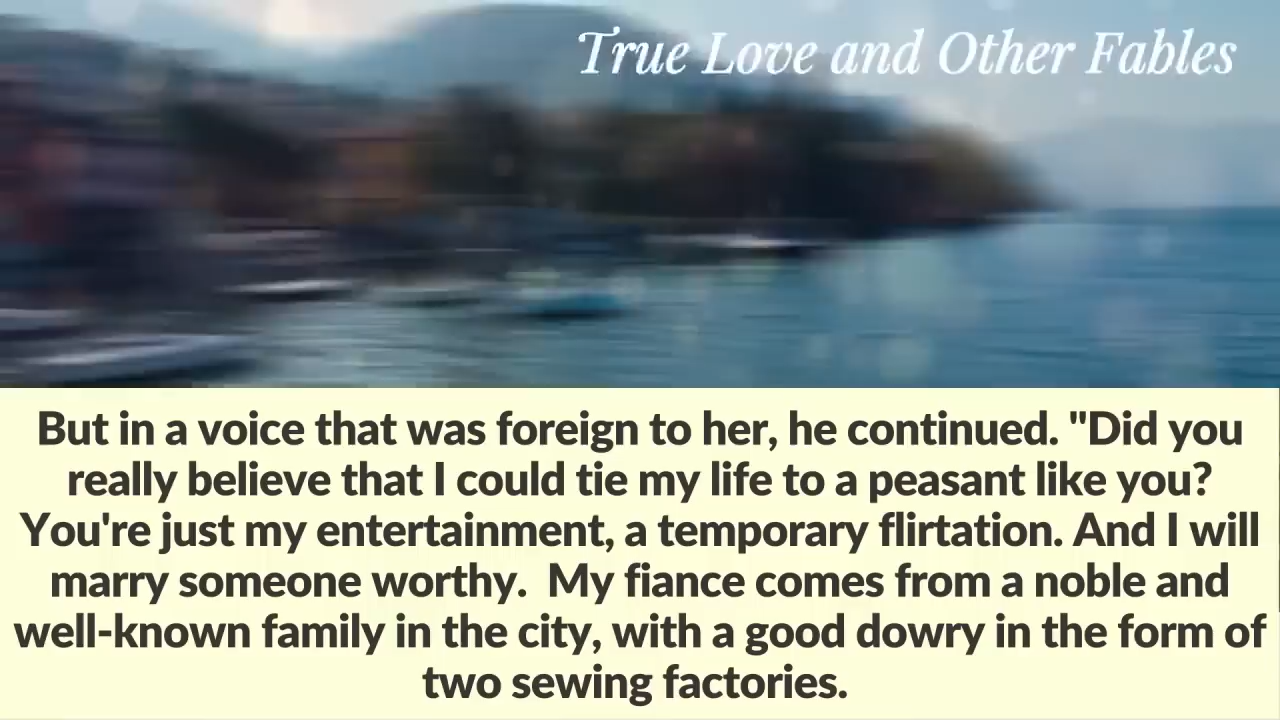 True Love and Other Fables
But in a voice that was foreign to her, he continued. "Did you
really believe that I could tie my life to a peasant like you?
You're just my entertainment, a temporary flirtation. And I will
marry someone worthy.  My fiance comes from a noble and
well-known family in the city, with a good dowry in the form of
two sewing factories.